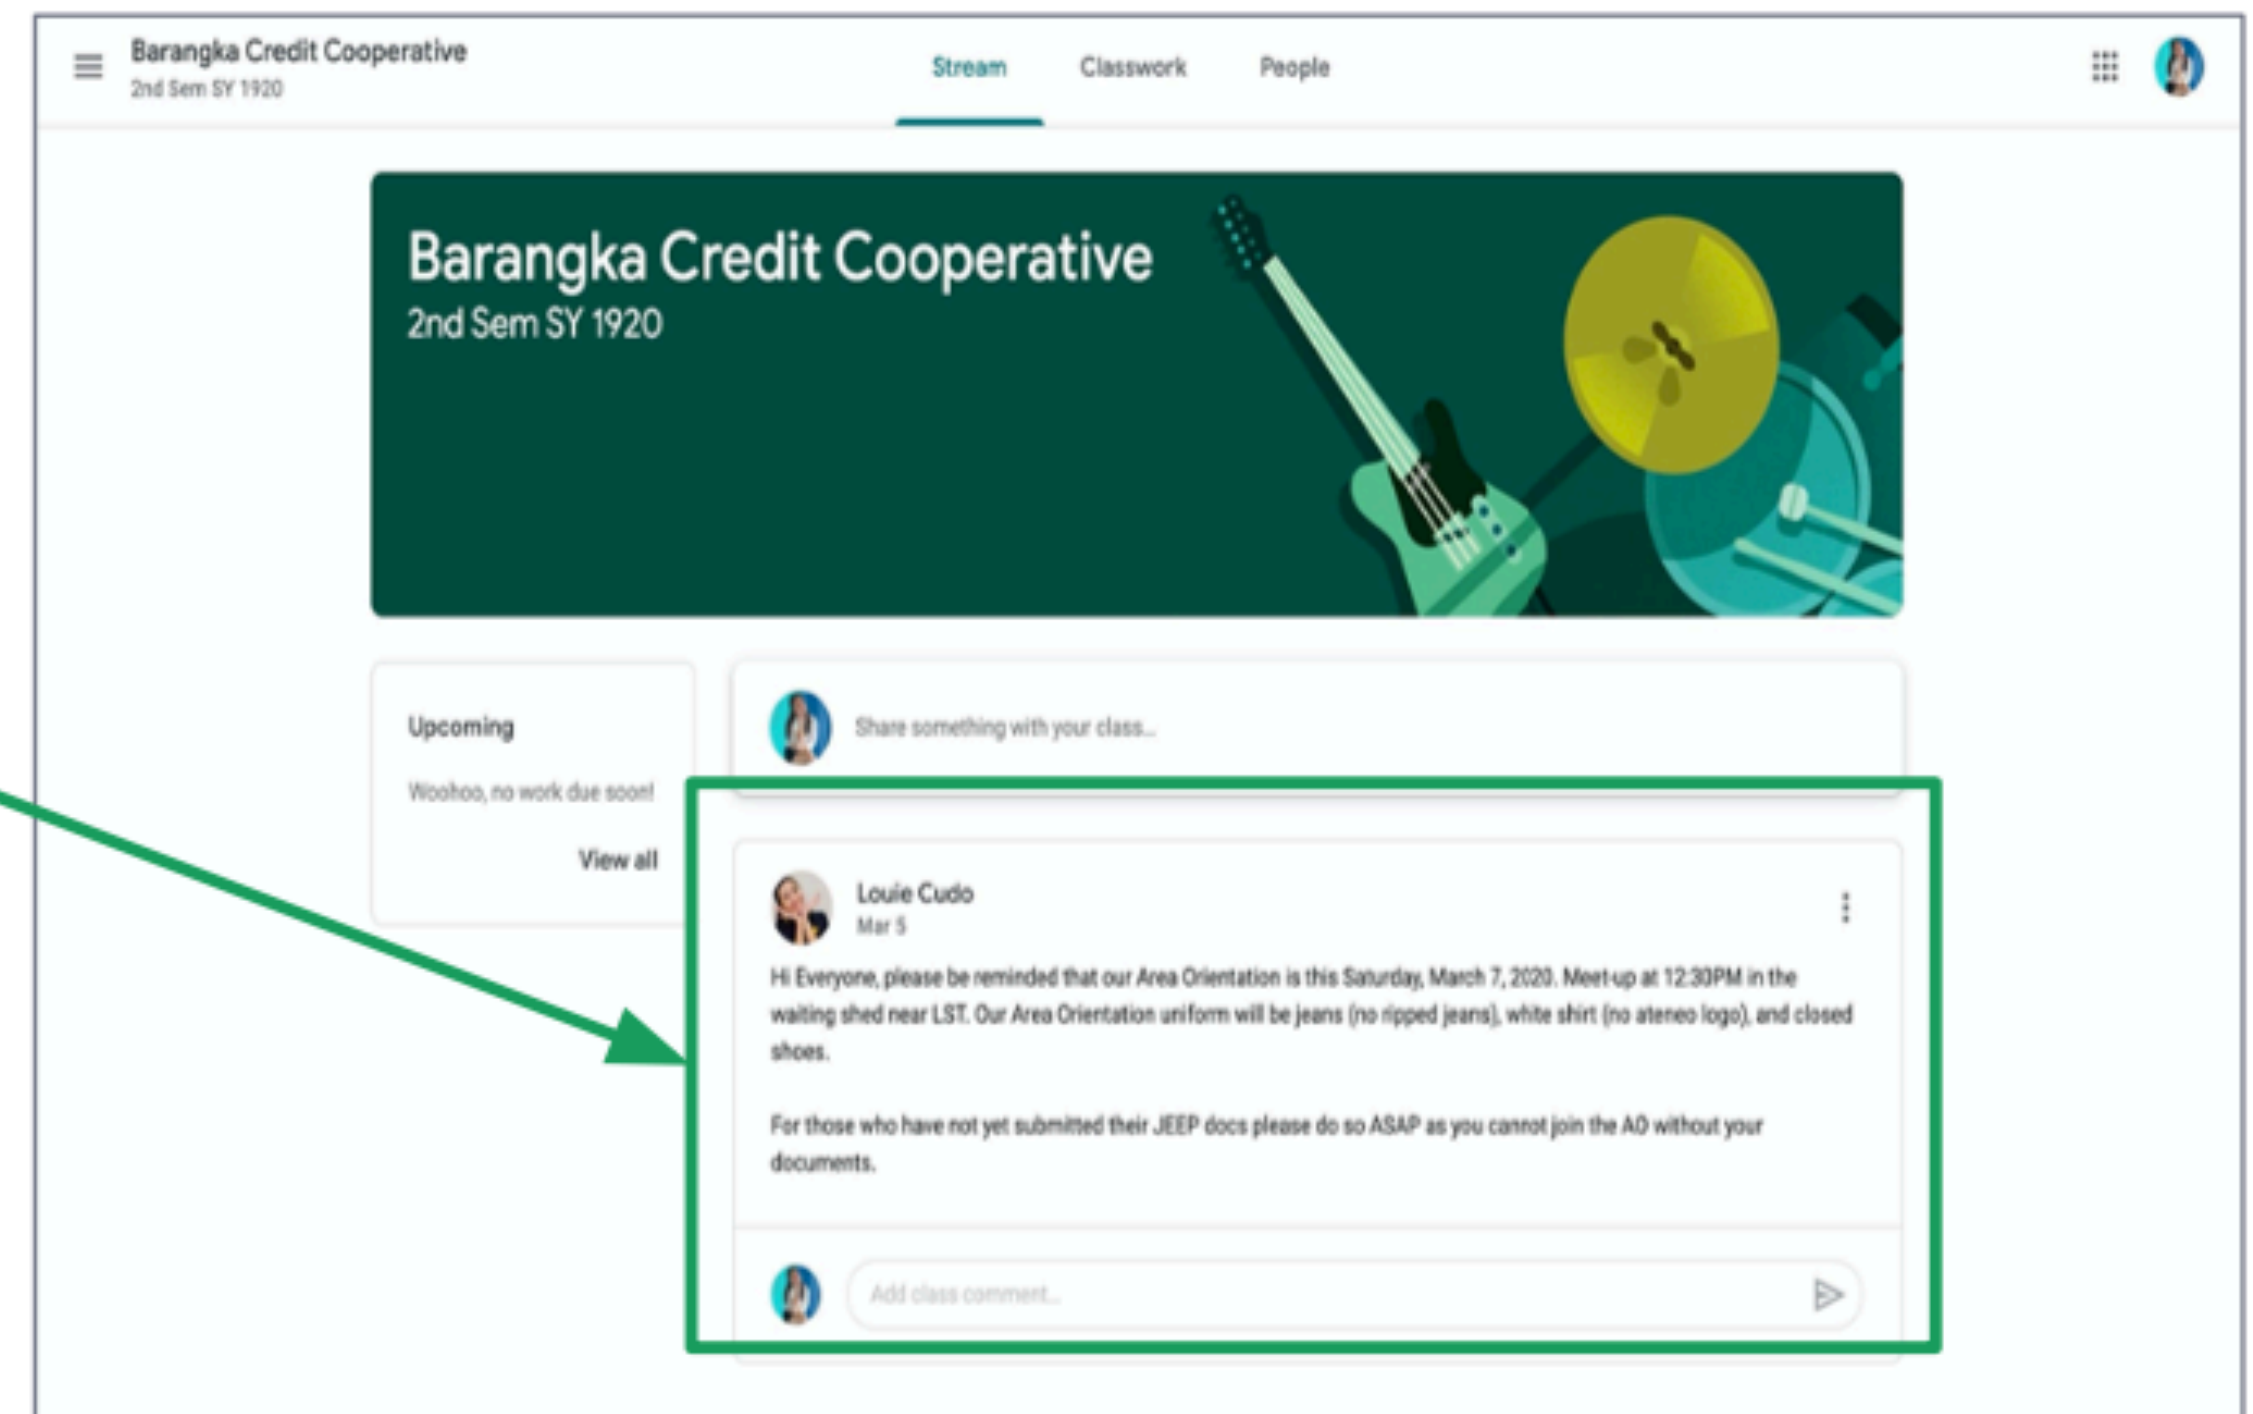 Barangka Credit Cooperative
2nd Sem SY 1920
Stream
Classwork
People
Barangka Credit Cooperative
2nd Sem SY 1920
Upcoming
Woohoo, no work due soon!
View all
Share something with your class...
Louie Cudo
Mar 5
Hi Everyone, please be reminded that our Area Orientation is this Saturday, March 7, 2020. Meet-up at 12:30PM in the
waiting shed near LST. Our Area Orientation uniform will be jeans (no ripped jeans), white shirt (no ateneo logo), and closed
shoes.
For those who have not yet submitted their JEEP docs please do so ASAP as you cannot join the AO without your
documents.
Add class comment...